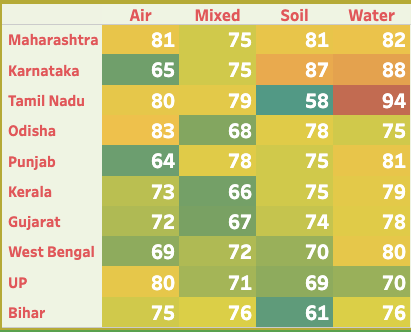 Air Mixed Soil Water
Maharashtra 81 75 81 82
Karnataka 65 75 87 88
Tamil Nadu 80 79 58 94
Odisha 83 68 78 75
Punjab 64 78 75 81
Kerala 73 66 75 79
Gujarat 72 67 74 78
West Bengal 69 72 70 80
UP 80 71 69 70
Bihar 75 76 61 76